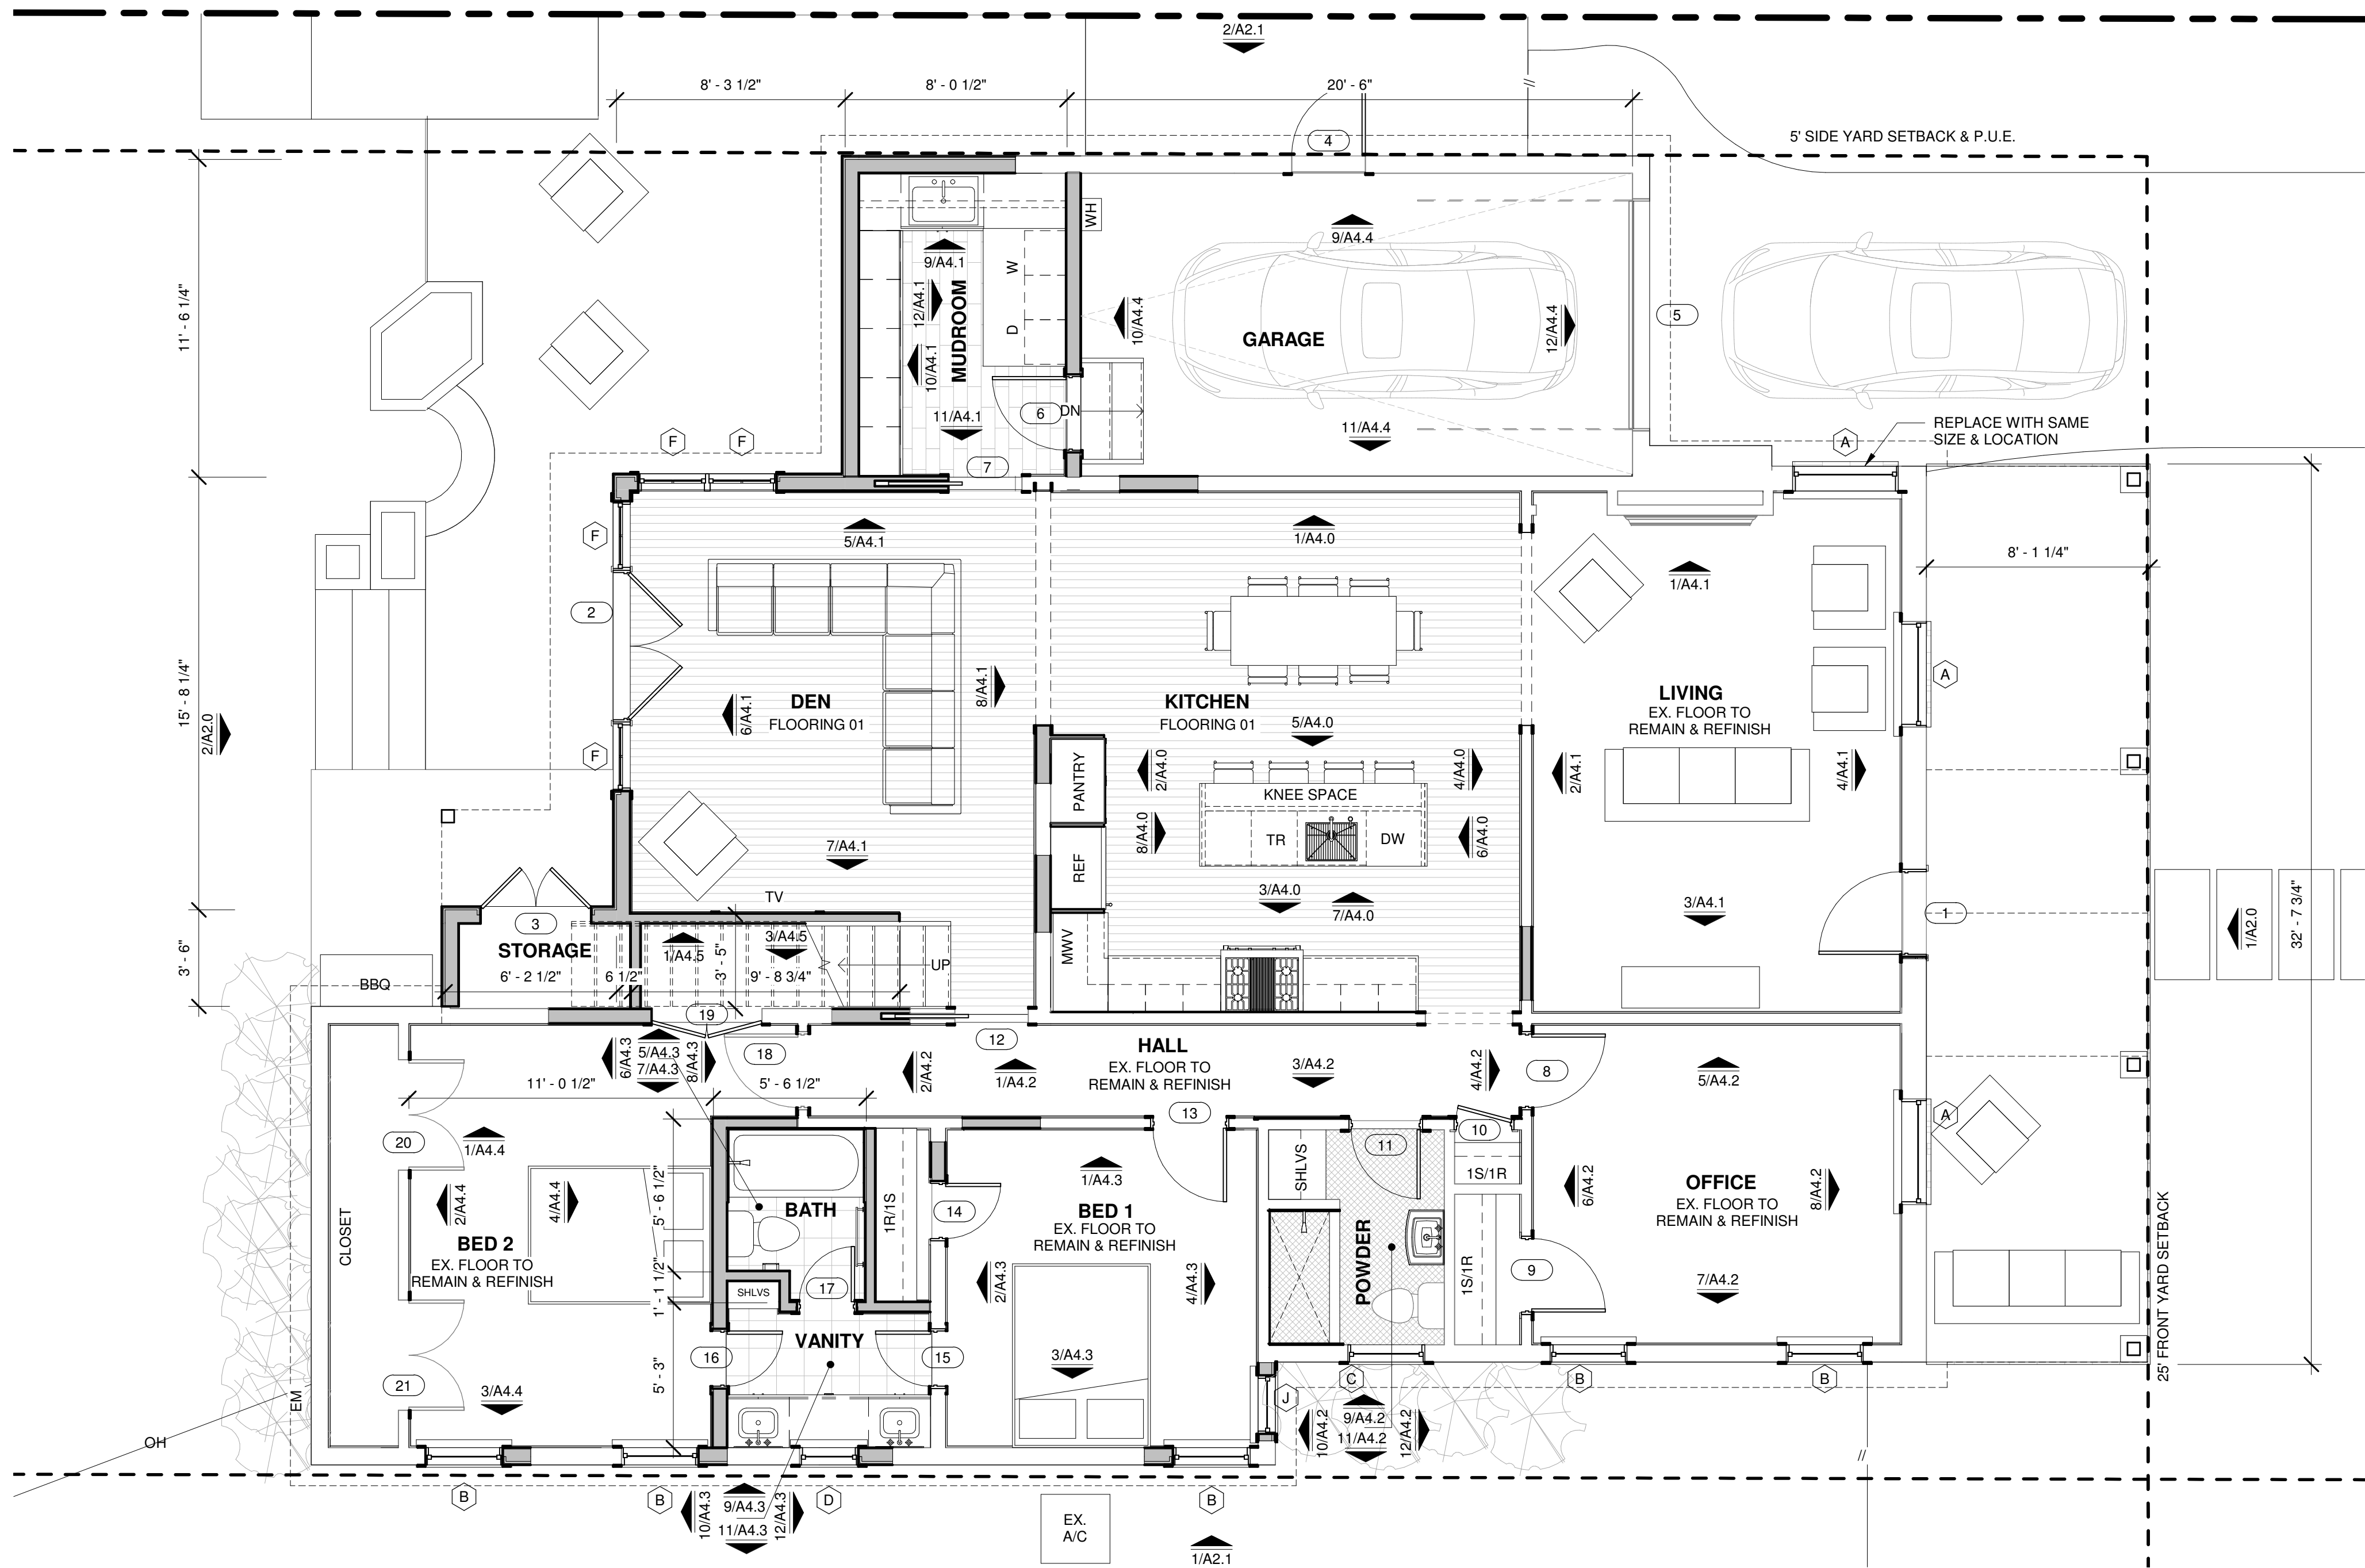 2/A2.1
8' - 3 1/2"
8' - 0 1/2"
20' - 6"
4
5' SIDE YARD SETBACK & P.U.E.
WH
9/A4.4
9/A4.1
W
12/A4.1
MUDROOM
10/A4.4
12/A4.4
5
11' - 6 1/4"
D
GARAGE
10/A4.1
6
DN
11/A4.1
11/A4.4
REPLACE WITH SAME
SIZE & LOCATION
F
F
A
7
F
5/A4.1
1/A4.0
8' - 1 1/4"
1/A4.1
2
15' - 8 1/4"
2/A2.0
8/A4.1
A
DEN
FLOORING 01
6/A4.1
KITCHEN
FLOORING 01
5/A4.0
LIVING
EX. FLOOR TO
REMAIN & REFINISH
F
PANTRY
2/A4.0
4/A4.0
2/A4.1
4/A4.1
KNEE SPACE
8/A4.0
TR
DW
6/A4.0
7/A4.1
REF
TV
3/A4.0
7/A4.0
3/A4.1
1
1/A2.0
32' - 7 3/4"
3
STORAGE
3' - 6"
1/A4.5
3/A4.5
3' - 5"
MWV
6' - 2 1/2"
6 1/2"
9' - 8 3/4"
UP
BBQ
19
18
12
HALL
EX. FLOOR TO
REMAIN & REFINISH
6/A4.3
5/A4.3
7/A4.3
8/A4.3
2/A4.2
1/A4.2
3/A4.2
4/A4.2
8
5/A4.2
11' - 0 1/2"
5' - 6 1/2"
13
A
20
1/A4.4
11
10
1/A4.3
SHLVS
1S/1R
2/A4.4
4/A4.4
5' - 6 1/2"
BATH
1R/1S
14
BED 1
EX. FLOOR TO
REMAIN & REFINISH
6/A4.2
OFFICE
EX. FLOOR TO
REMAIN & REFINISH
8/A4.2
CLOSET
BED 2
EX. FLOOR TO
REMAIN & REFINISH
POWDER
1' - 1 1/2"
SHLVS
17
2/A4.3
4/A4.3
1S/1R
9
7/A4.2
25' FRONT YARD SETBACK
VANITY
16
15
3/A4.3
5' - 3"
21
3/A4.4
C
B
B
EM
J
10/A4.2
9/A4.2
11/A4.2
12/A4.2
OH
B
B
D
B
10/A4.3
9/A4.3
11/A4.3
12/A4.3
EX.
A/C
1/A2.1